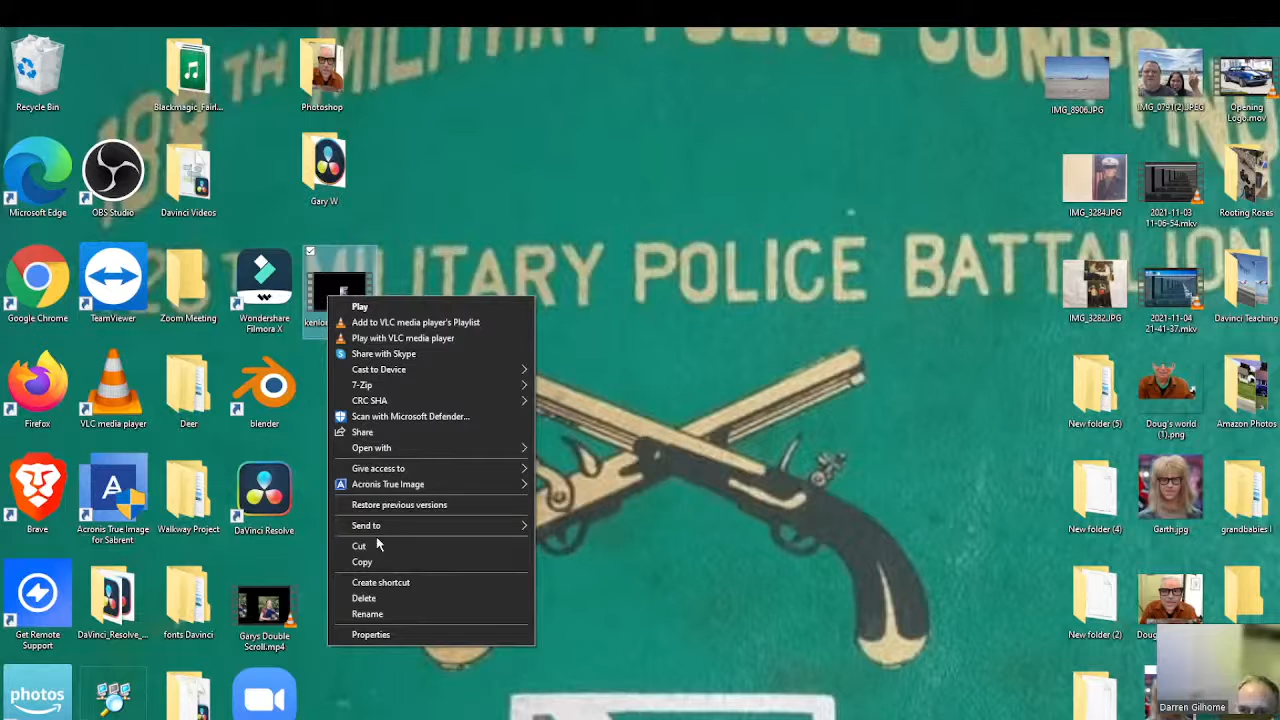 TH MILITARY POLICE COMBA
MILITARY POLICE BATTALION
Recycle Bin
Blackmagic_Fairl...
Photoshop
IMG_8906JPG
IMG_0791(2).JPEG
Opening
Logo.mov
Microsoft Edge
OBS Studio
Davinci Videos
Gary W
IMG_3284.JPG
2021-11-03
11-06-54.mkv
Rooting Roses
Google Chrome
TeamViewer
Zoom Meeting
Wondershare
Filmora X
IMG_3282.JPG
2021-11-04
21-41-37.mkv
Davinci Teaching
Play
Add to VLC media player's Playlist
Play with VLC media player
Share with Skype
Cast to Device
7-Zip
CRC SHA
Scan with Microsoft Defender...
Share
Open with
Give access to
Acronis True Image
Restore previous versions
Send to
Cut
Copy
Create shortcut
Delete
Rename
Properties
Firefox
VLC media player
Deer
blender
New folder (5)
Doug's world
(1).png
Amazon Photos
Brave
Acronis True Image
for Sabrent
Walkway Project
DaVinci Resolve
New folder (4)
Garth.jpg
grandbabies
Get Remote
Support
DaVinci_Resolve_...
fonts Davinci
Garys Double
Scroll.mp4
New folder (2)
photos
Darren Gilhome